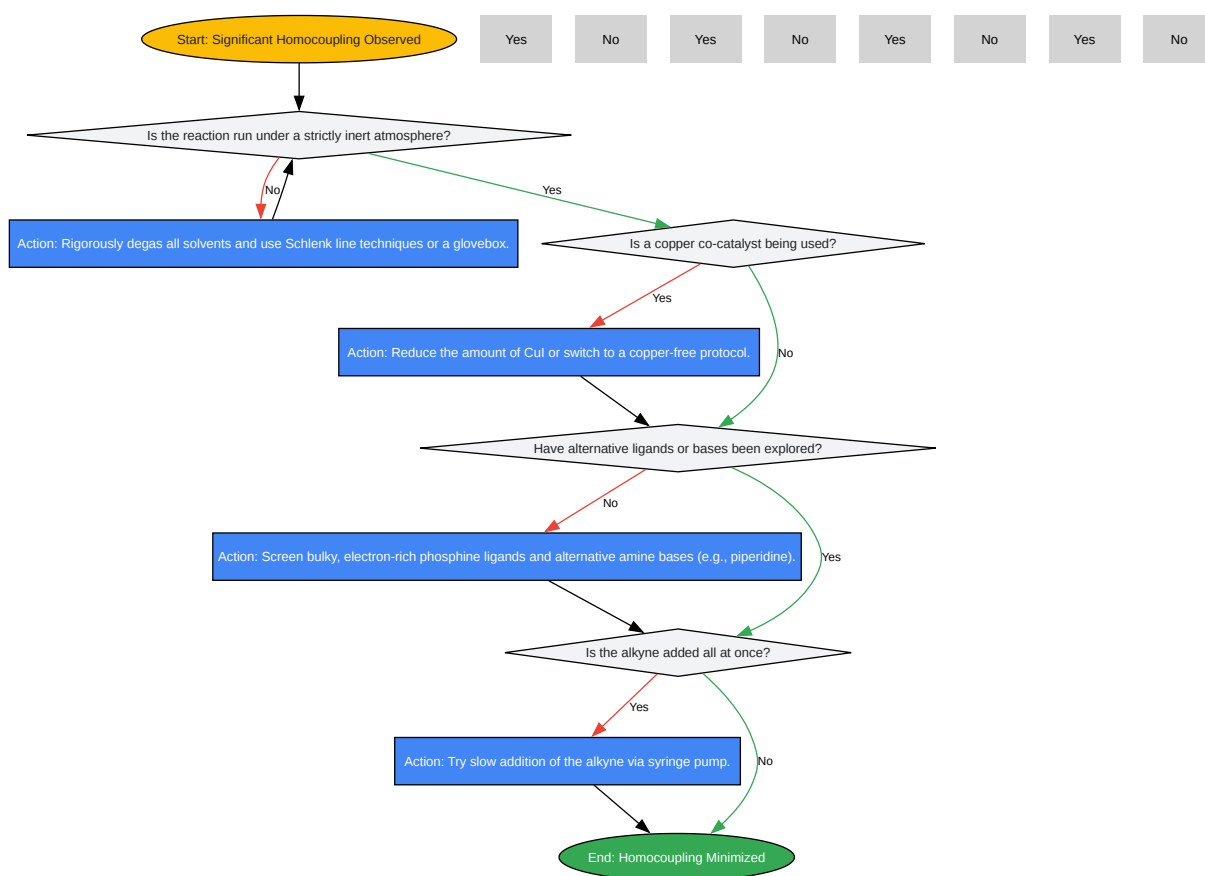 Start: Significant Homocoupling Observed
Yes
No
Yes
No
Yes
No
Yes
No
Is the reaction run under a strictly inert atmosphere?
No
Yes
Action: Rigorously degas all solvents and use Schlenk line techniques or a glovebox.
Is a copper co-catalyst being used?
Yes
Action: Reduce the amount of CuI or switch to a copper-free protocol.
No
Have alternative ligands or bases been explored?
No
Action: Screen bulky, electron-rich phosphine ligands and alternative amine bases (e.g., piperidine).
Yes
Is the alkyne added all at once?
Yes
Action: Try slow addition of the alkyne via syringe pump.
No
End: Homocoupling Minimized